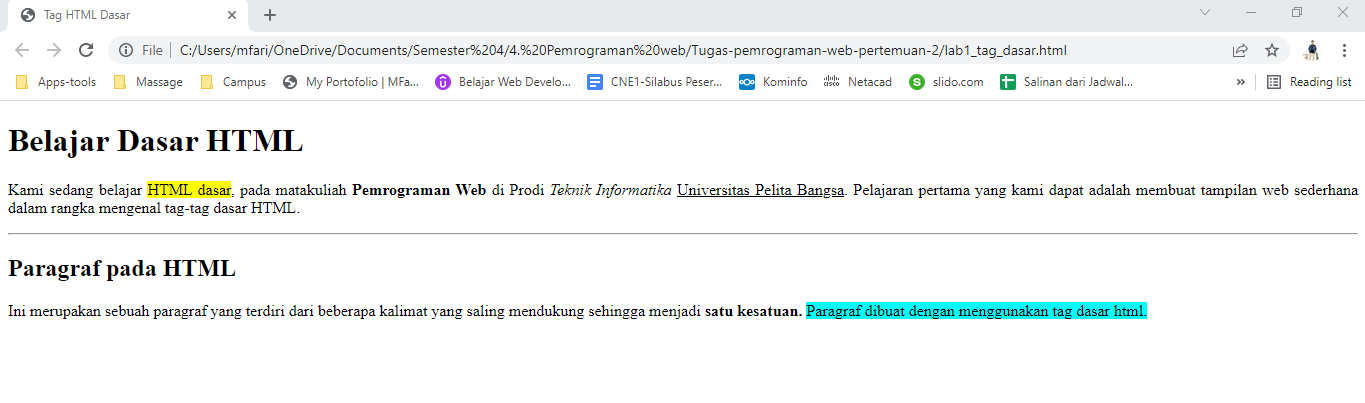 Tag HTML Dasar
File | C:/Users/mfari/OneDrive/Documents/Semester%204/4.%20Pemrograman%20web/Tugas-pemrograman-web-pertemuan-2/lab1_tag_dasar.html
Apps-tools Massage Campus My Portofolio | MFa... Belajar Web Develo... CNE1-Silabus Peser... Kominfo Netacad slido.com Salinan dari Jadwal... » Reading list
Belajar Dasar HTML
Kami sedang belajar HTML dasar, pada matakuliah Pemrograman Web di Prodi Teknik Informatika Universitas Pelita Bangsa. Pelajaran pertama yang kami dapat adalah membuat tampilan web sederhana
dalam rangka mengenal tag-tag dasar HTML.
Paragraf pada HTML
Ini merupakan sebuah paragraf yang terdiri dari beberapa kalimat yang saling mendukung sehingga menjadi satu kesatuan. Paragraf dibuat dengan menggunakan tag dasar html.